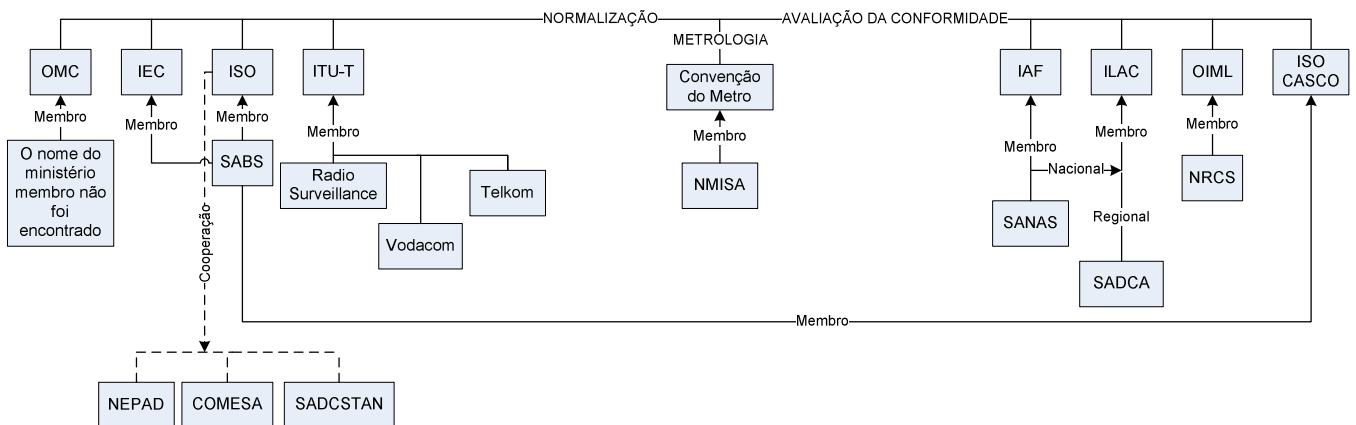 NORMALIZAÇÃO
AVALIAÇÃO DA CONFORMIDADE
METROLOGIA
OMC
IEC
ISO
ITU-T
Convenção
do Metro
IAF
ILAC
OIML
ISO
CASCO
Membro
Membro
Membro
Membro
Membro
Membro
Membro
Membro
O nome do
ministério
membro não
foi
encontrado
SABS
Radio
Surveillance
Telkom
Vodacom
NMISA
Nacional
NRCS
SANAS
Regional
SADCA
Cooperação
Membro
NEPAD
COMESA
SADCSTAN